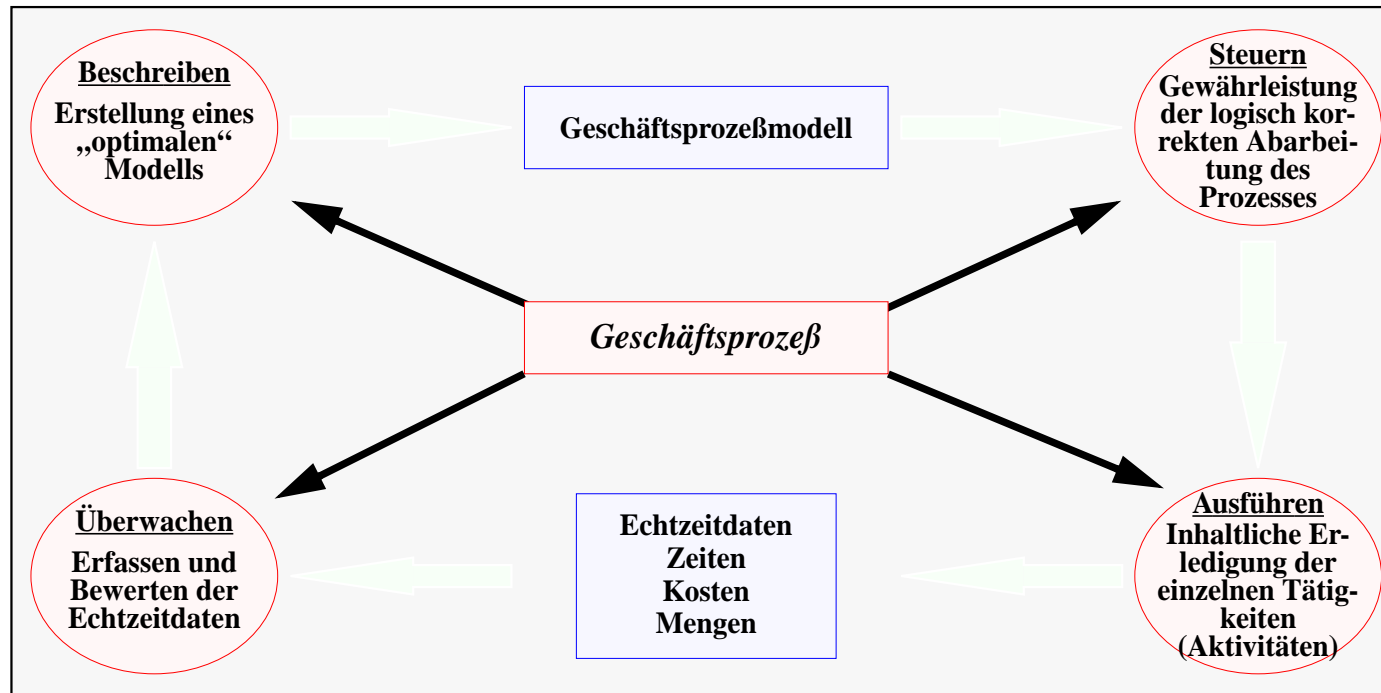 Beschreiben
Erstellung eines
„optimalen“
Modells
Geschäftsprozeßmodell
Steuern
Gewährleistung
der logisch kor-
rekten Abarbei-
tung des
Prozesses
Geschäftsprozeß
Überwachen
Erfassen und
Bewerten der
Echtzeitdaten
Echtzeitdaten
Zeiten
Kosten
Mengen
Ausführen
Inhaltliche Er-
ledigung der
einzelnen Tätig-
keiten
(Aktivitäten)